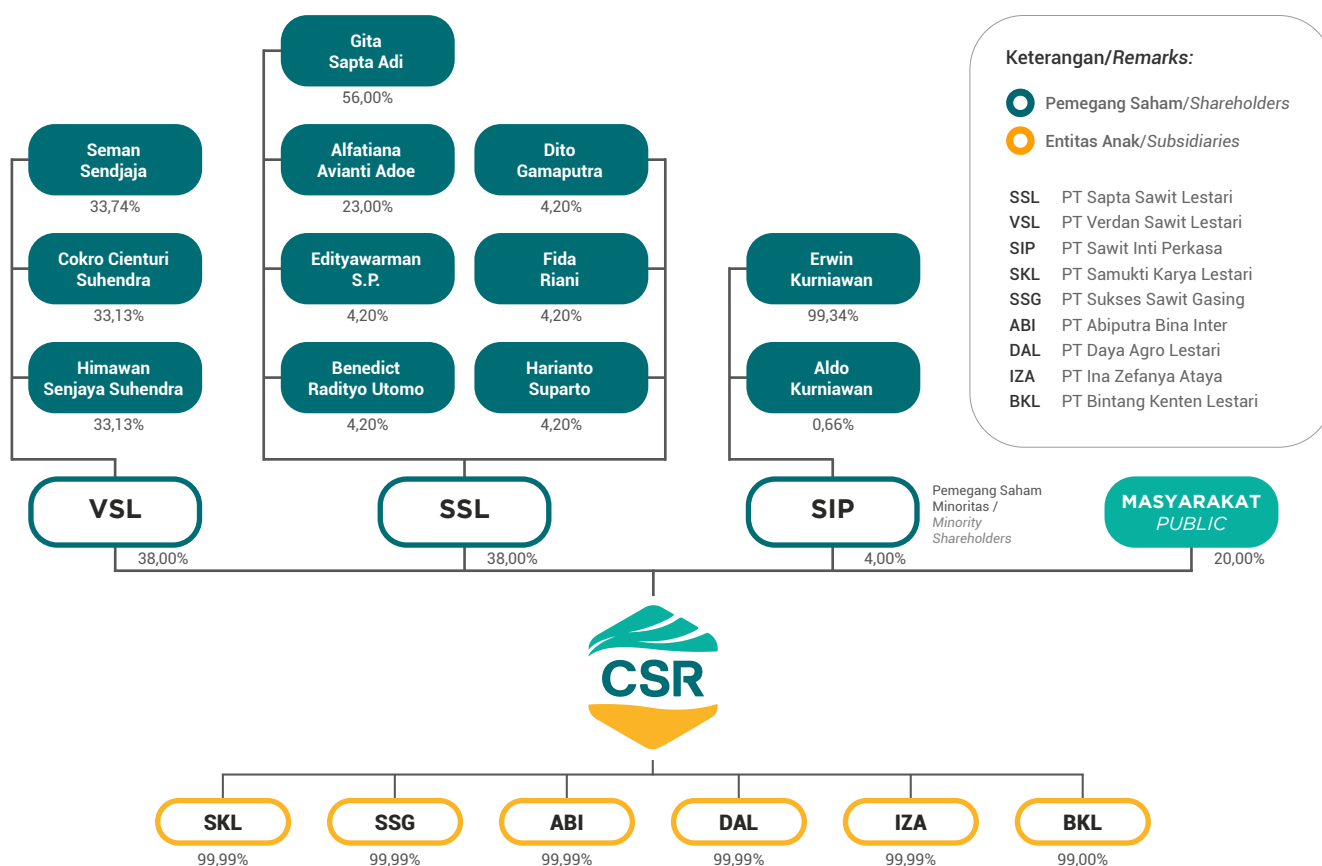 Gita
Sapta Adi
56,00%
Seman
Sendjaja
33,74%
Cokro Cienturi
Suhendra
33,13%
Himawan
Senjaya Suhendra
33,13%
Alfatiana
Avianti Adoe
23,00%
Edityawarman
S.P.
4,20%
Benedict
Radityo Utomo
4,20%
Dito
Gamaputra
4,20%
Fida
Riani
4,20%
Harianto
Suparto
4,20%
Erwin
Kurniawan
99,34%
Aldo
Kurniawan
0,66%
Keterangan/Remarks:
Pemegang Saham/Shareholders
Entitas Anak/Subsidiaries
SSL PT Sapta Sawit Lestari
VSL PT Verdan Sawit Lestari
SIP PT Sawit Inti Perkasa
SKL PT Samukti Karya Lestari
SSG PT Sukses Sawit Gasing
ABI PT Abiputra Bina Inter
DAL PT Daya Agro Lestari
IZA PT Ina Zefanya Ataya
BKL PT Bintang Kenten Lestari
VSL
38,00%
SSL
38,00%
SIP
4,00%
Pemegang Saham
Minoritas /
Minority
Shareholders
MASYARAKAT
PUBLIC
20,00%
CSR
SKL
99,99%
SSG
99,99%
ABI
99,99%
DAL
99,99%
IZA
99,99%
BKL
99,00%